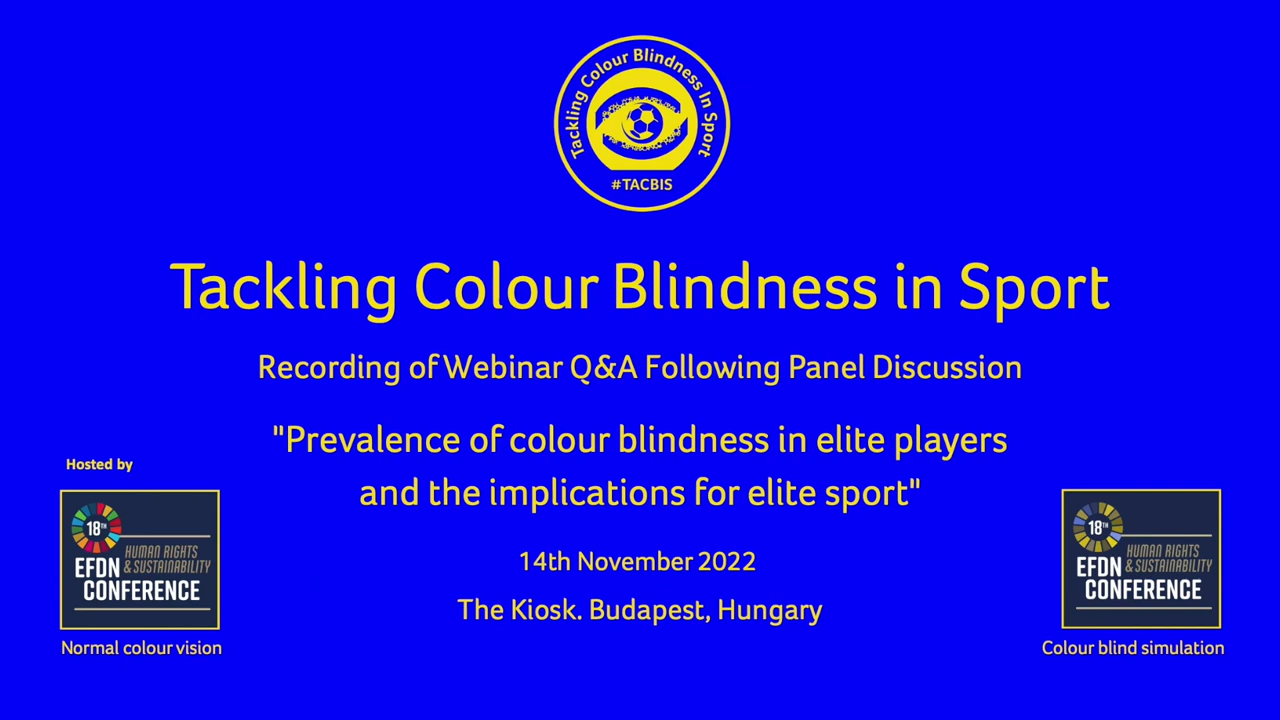 Tackling Colour Blindness In Sport
#TACBIS
Tackling Colour Blindness in Sport
Recording of Webinar Q&A Following Panel Discussion
"Prevalence of colour blindness in elite players
and the implications for elite sport"
14th November 2022
The Kiosk. Budapest, Hungary
Hosted by
18TH
HUMAN RIGHTS
EFDN & SUSTAINABILITY
CONFERENCE
Normal colour vision
18TH
HUMAN RIGHTS
EFDN & SUSTAINABILITY
CONFERENCE
Colour blind simulation